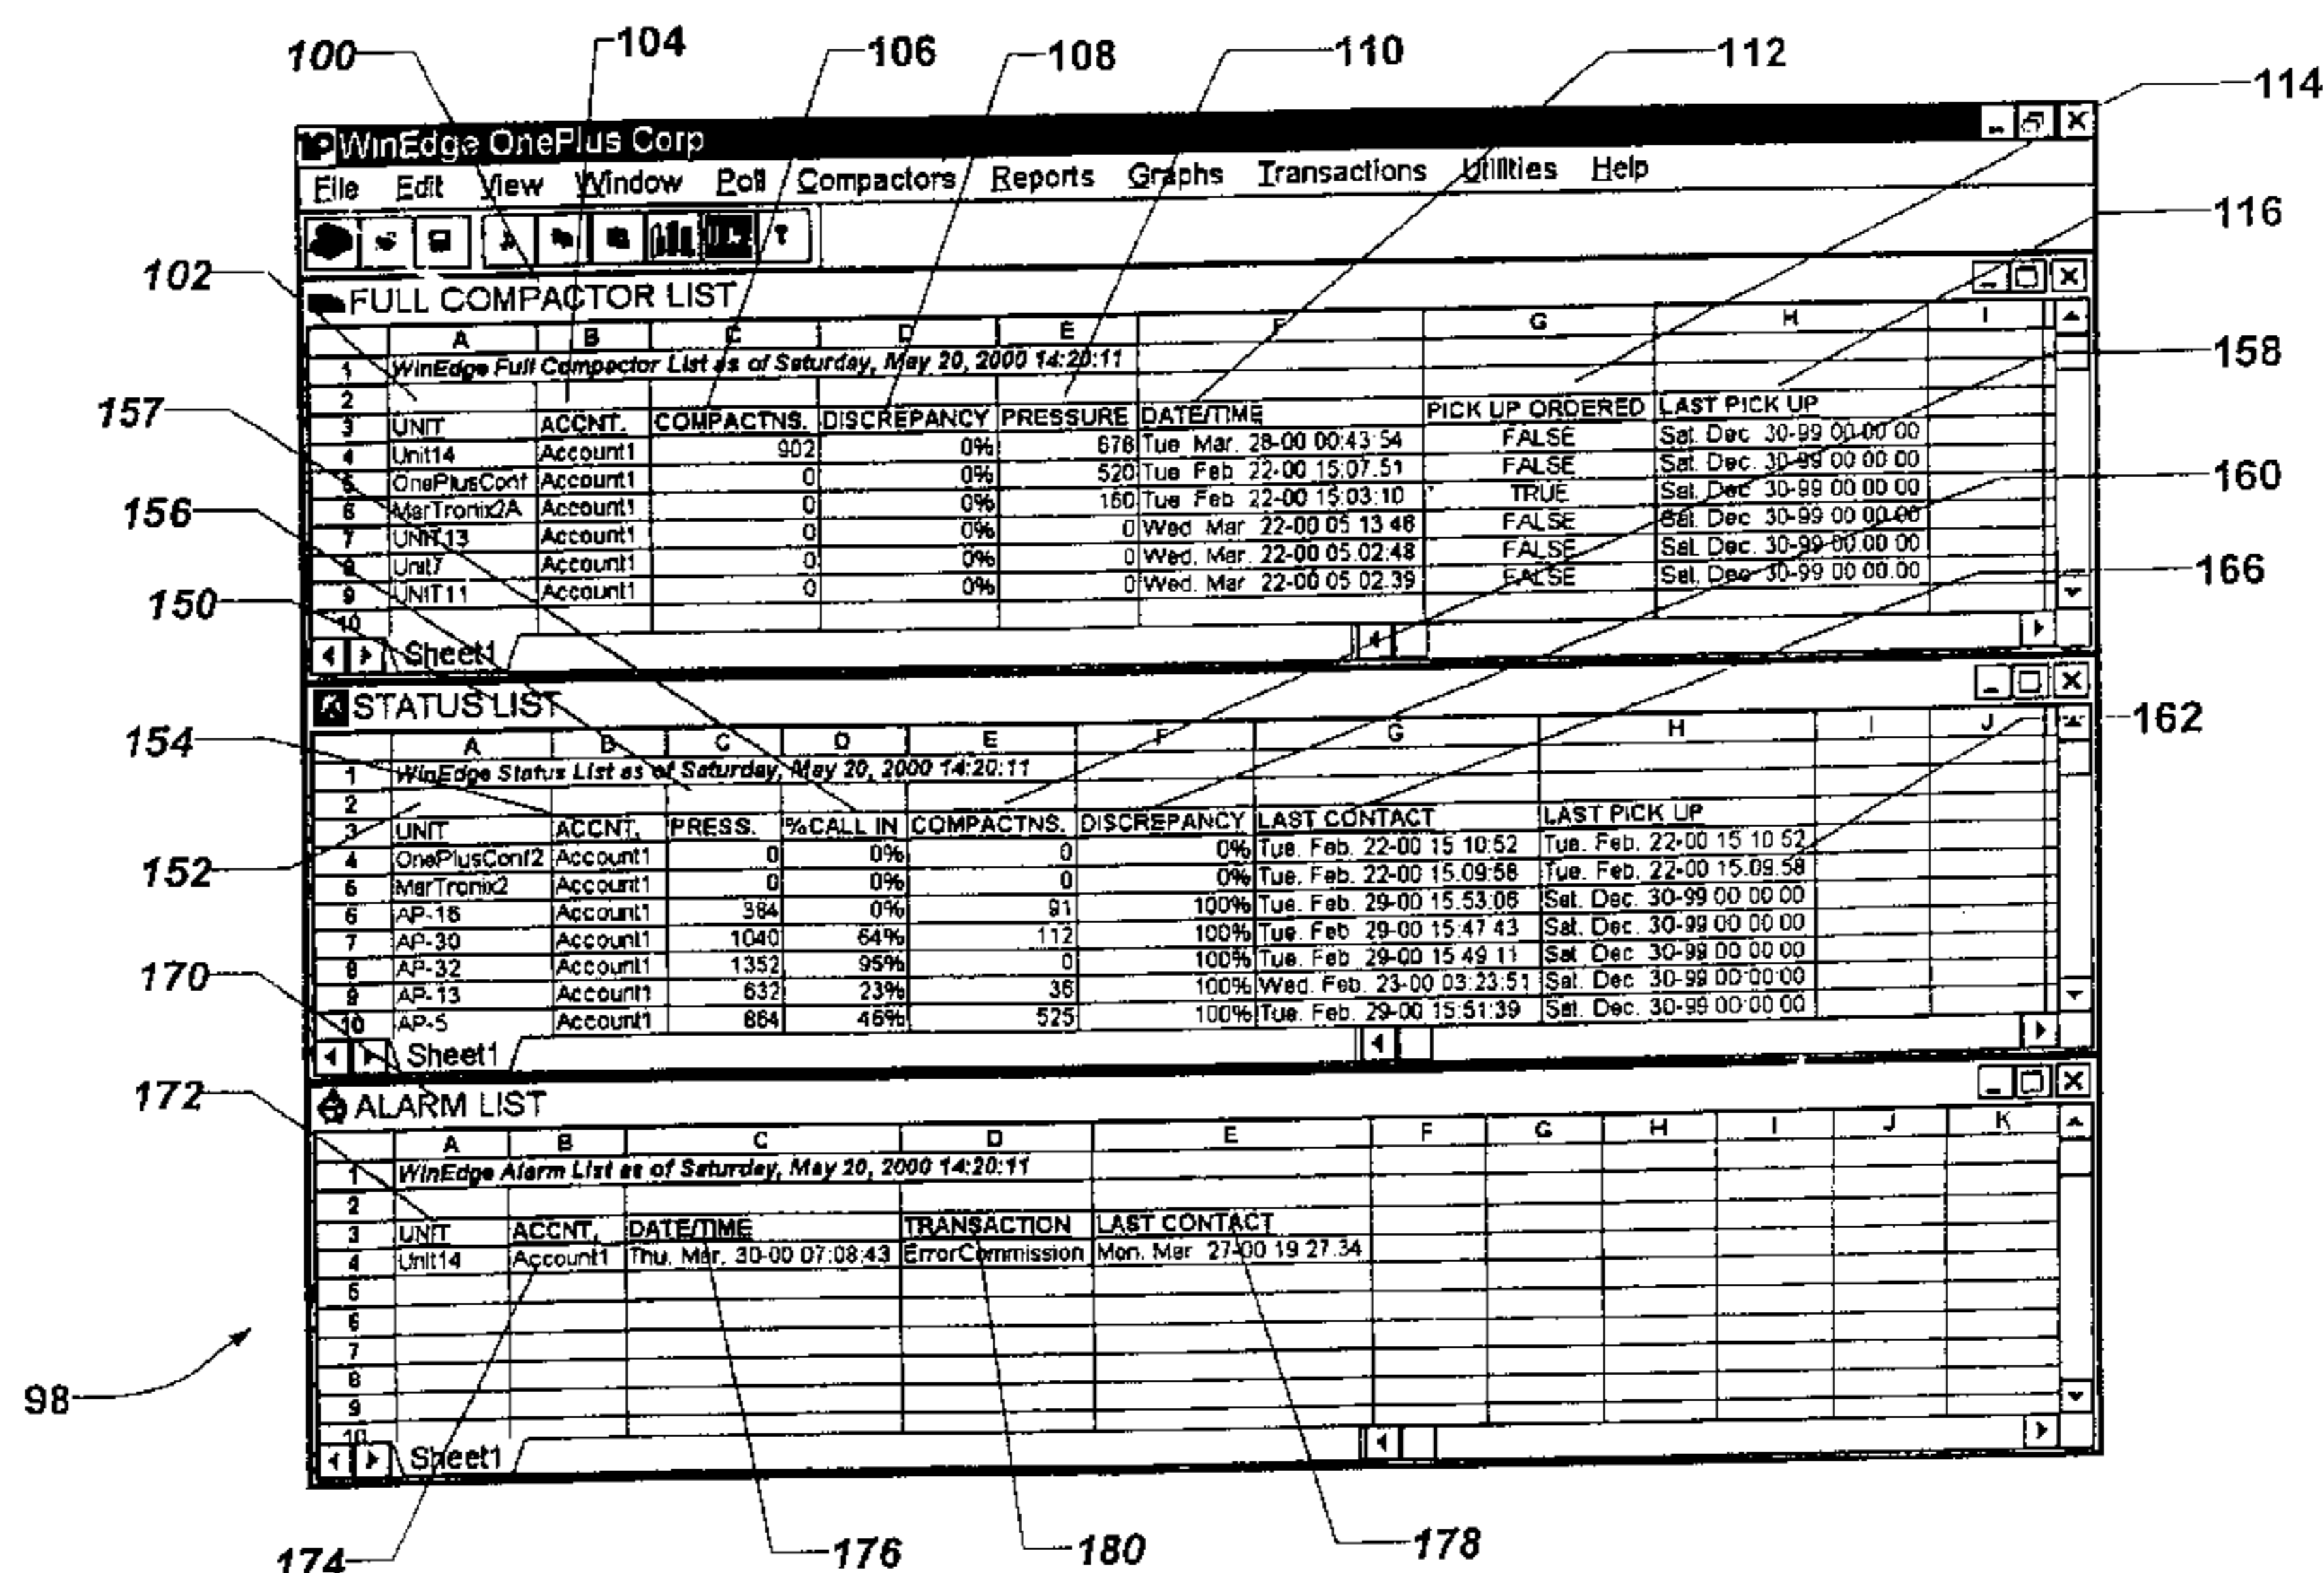 100 104 106 108 110 112 114
WinEdge OnePlus Corp
File Edit View Window Poll Compactors Reports Graphs Transactions Utilities Help
116
102
FULL COMPACTOR LIST
A B C D E F G H I
1 WinEdge Full Compactor List as of Saturday, May 20, 2000 14:20:11
158
2
157
3 UNIT ACCNT. COMPACTNS. DISCREPANCY PRESSURE DATE/TIME PICK UP ORDERED LAST PICK UP
4 Unit14 Account1 902 0% 676 Tue Mar. 28-00 00:43:54 FALSE Sat. Dec 30-99 00 00 00
5 OnePlusConf Account1 0 0% 520 Tue Feb 22-00 15:07.51 FALSE Sat. Dec. 30-99 00 00 00
160
6 MarTronix2A Account1 0 0% 160 Tue Feb 22-00 15:03:10 TRUE Sat. Dec 30-99 00 00 00
156
7 UNIT13 Account1 0 0% 0 Wed Mar 22-00 05 13 46 FALSE Sat. Dec 30-99 00 00 00
8 Unit7 Account1 0 0% 0 Wed. Mar. 22-00 05.02:48 FALSE Sat. Dec. 30-99 00.00 00
166
9 UNIT11 Account1 0 0% 0 Wed. Mar 22-00 05 02.39 FALSE Sat. Dec 30-99 00 00.00
150
10
Sheet1
STATUS LIST
162
154
A B C D E F G H I J
1 WinEdge Status List as of Saturday, May 20, 2000 14:20:11
2
3 UNIT ACCNT. PRESS. %CALL IN COMPACTNS. DISCREPANCY LAST CONTACT LAST PICK UP
4 OnePlusConf2 Account1 0 0% 0 0% Tue. Feb. 22-00 15 10:52 Tue. Feb. 22-00 15 10 52
152
5 MarTronix2 Account1 0 0% 0 0% Tue. Feb. 22-00 15.09:58 Tue. Feb. 22-00 15.09.58
6 AP-16 Account1 384 0% 91 100% Tue. Feb. 29-00 15.53:06 Sat. Dec. 30-99 00 00 00
7 AP-30 Account1 1040 64% 112 100% Tue. Feb 29-00 15:47 43 Sat. Dec. 30-99 00 00 00
8 AP-32 Account1 1352 95% 0 100% Tue. Feb 29-00 15 49 11 Sat Dec 30-99 00 00 00
170
9 AP-13 Account1 632 23% 36 100% Wed. Feb. 23-00 03:23:51 Sat. Dec 30-99 00:00:00
10 AP-5 Account1 864 46% 525 100% Tue. Feb. 29-00 15:51:39 Sat. Dec. 30-99 00 00 00
Sheet1
172
ALARM LIST
A B C D E F G H I J K
1 WinEdge Alarm List as of Saturday, May 20, 2000 14:20:11
2
3 UNIT ACCNT. DATE/TIME TRANSACTION LAST CONTACT
4 Unit14 Account1 Thu. Mar. 30-00 07:08:43 ErrorCommission Mon. Mar 27-00 19 27.34
5
6
7
8
98
9
10
Sheet1
174 176 180 178